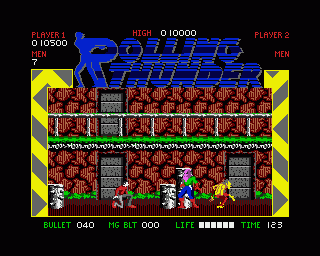 PLAYER 1 HIGH 010000 PLAYER 2
010500
MEN MEN
7
ROLLING
THUNDER
BULLET 040 MG BLT 000 LIFE TIME 123